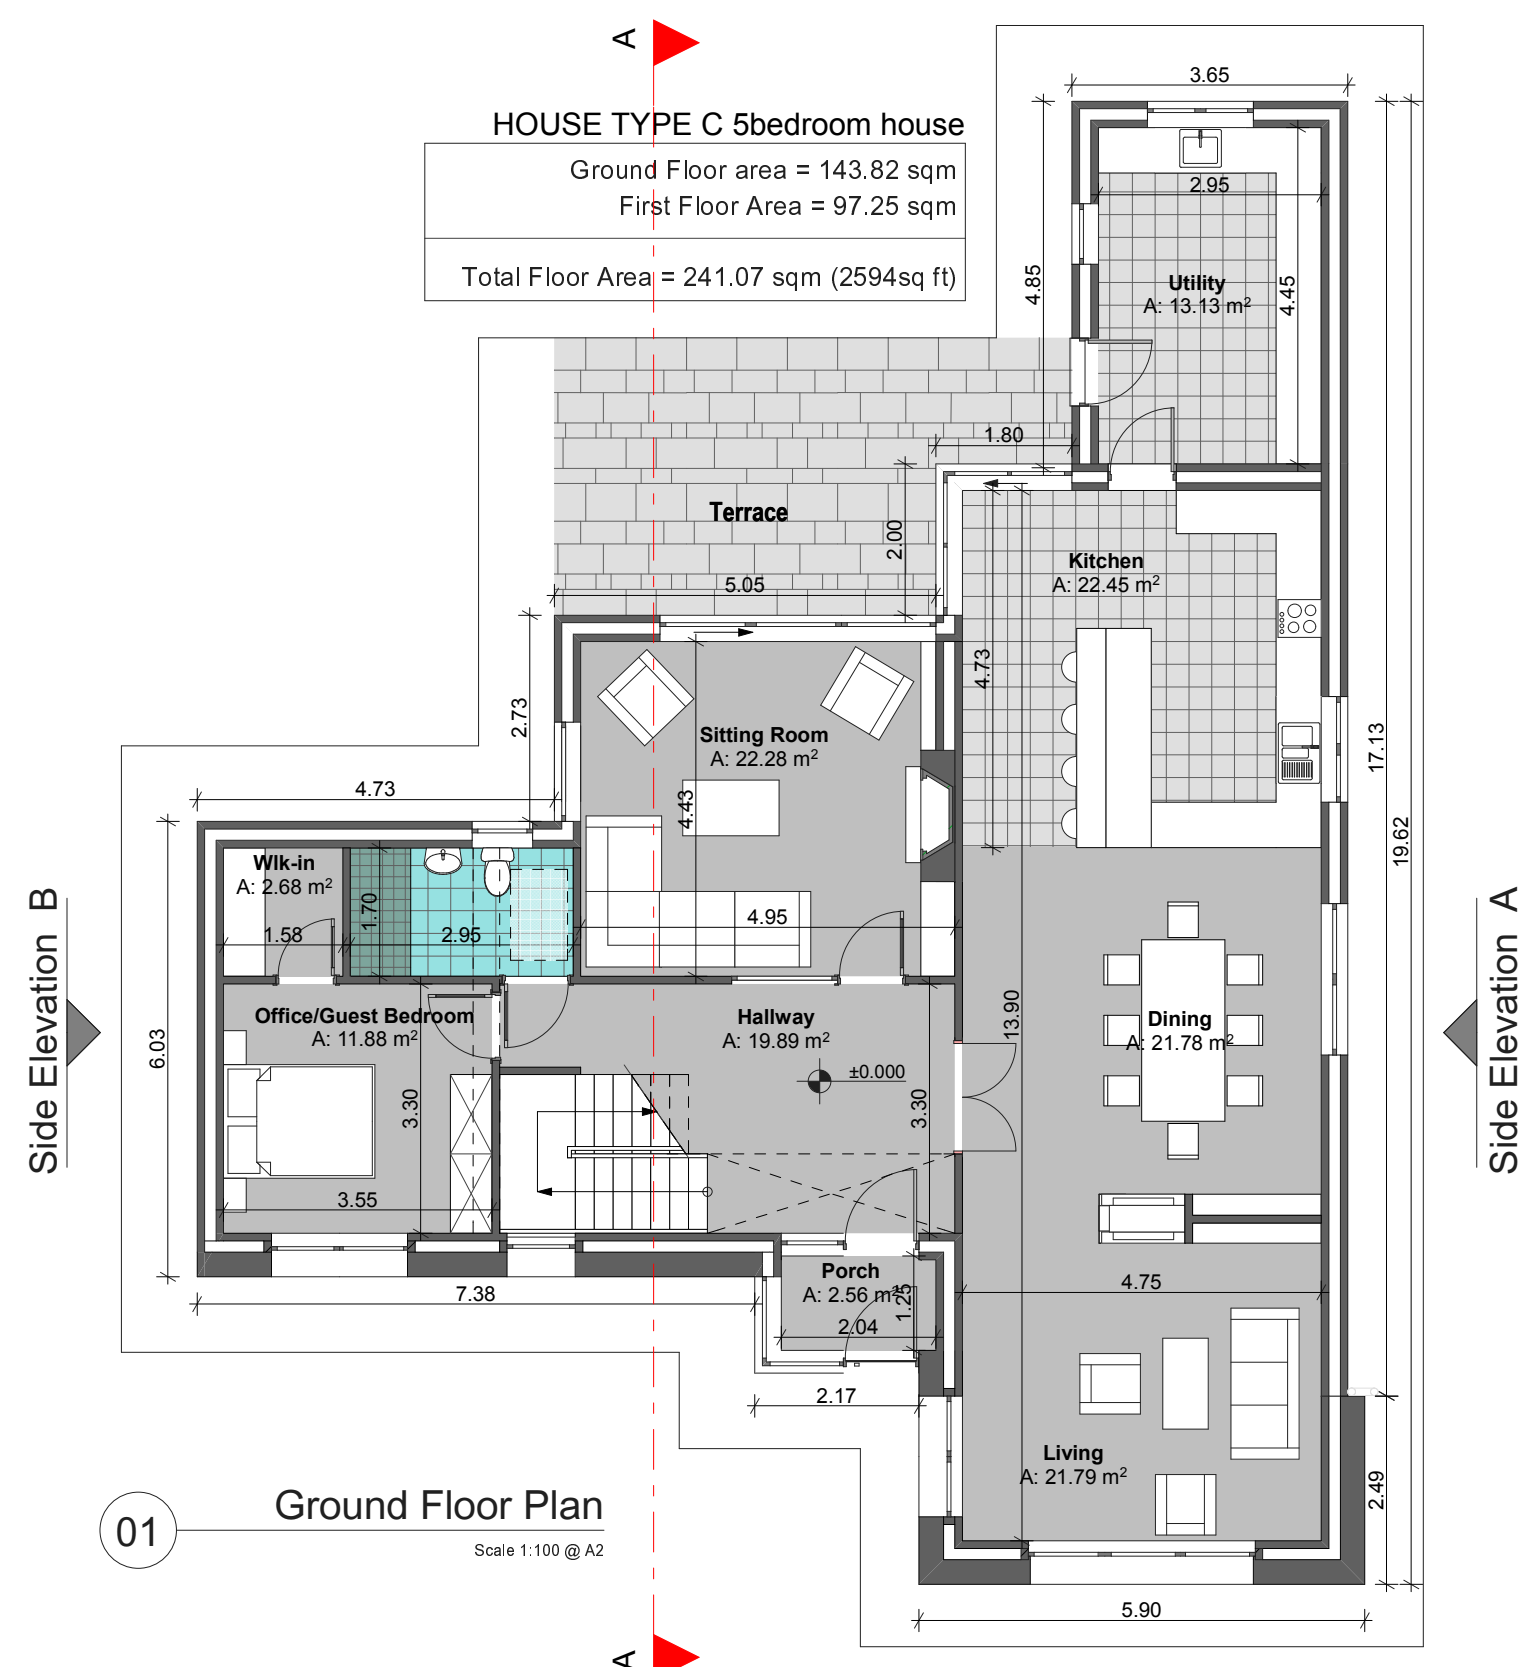 A
3.65
HOUSE TYPE C 5bedroom house
Ground Floor area = 143.82 sqm
First Floor Area = 97.25 sqm
Total Floor Area = 241.07 sqm (2594sq ft)
2.95
4.85
Utility
A: 13.13 m²
4.45
1.80
Terrace
2.00
Kitchen
A: 22.45 m²
5.05
4.73
2.73
Sitting Room
A: 22.28 m²
17.13
4.73
4.43
19.62
Wlk-in
A: 2.68 m²
1.70
1.58
2.95
4.95
Side Elevation B
Side Elevation A
Office/Guest Bedroom
A: 11.88 m²
Hallway
A: 19.89 m²
13.90
Dining
A: 21.78 m²
6.03
±0.000
3.30
3.30
3.55
Porch
A: 2.56 m²
1.25
4.75
7.38
2.04
2.17
Living
A: 21.79 m²
2.49
01
Ground Floor Plan
Scale 1:100 @ A2
5.90
A